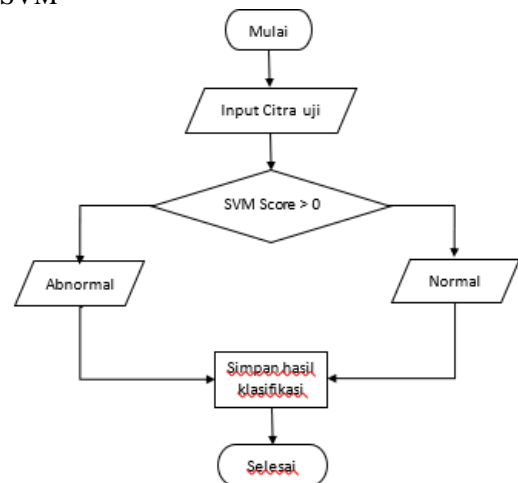 SVM
Mulai
Input Citra uji
SVM Score > 0
Abnormal
Normal
Simpan hasil
klasifikasi
Selesai